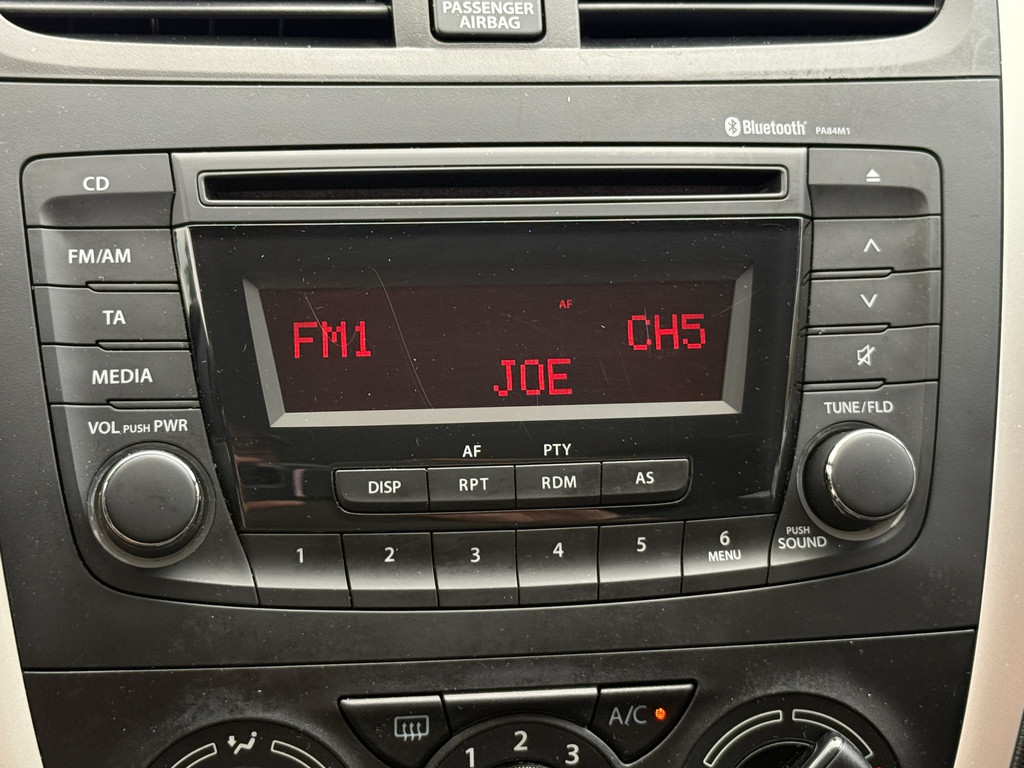 PASSENGER
AIRBAG
Bluetooth PA84M1
CD
FM/AM
TA
MEDIA
VOL PUSH PWR
AF
FM1 CH5
JOE
TUNE/FLD
AF PTY
DISP RPT RDM AS
PUSH
SOUND
1 2 3 4 5 6
MENU
A/C
1 2 3